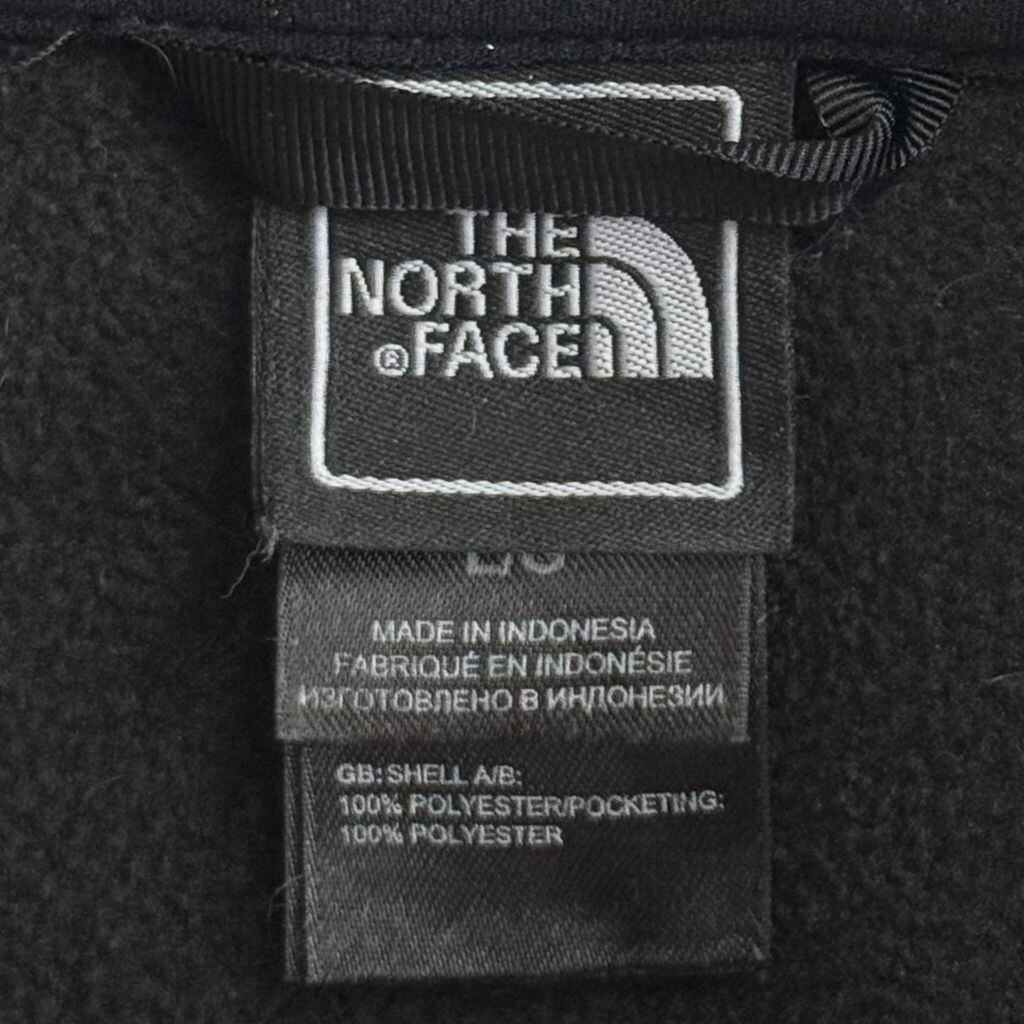 THE
NORTH
®FACE
MADE IN INDONESIA
FABRIQUÉ EN INDONÉSIE
ИЗГОТОВЛЕНО В ИНДОНЕЗИИ
GB: SHELL A/B:
100% POLYESTER/POCKETING:
100% POLYESTER